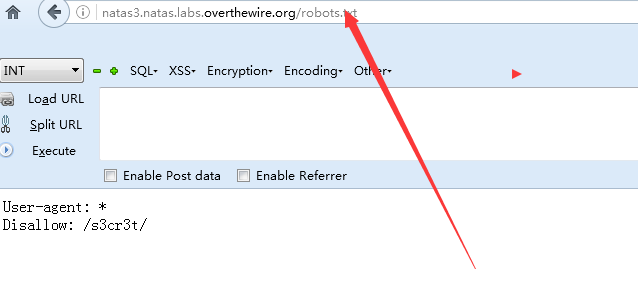 natas3.natas.labs.overthewire.org/robots.txt
INT SQL XSS Encryption Encoding Other
Load URL
Split URL
Execute
Enable Post data Enable Referrer
User-agent: *
Disallow: /s3cr3t/